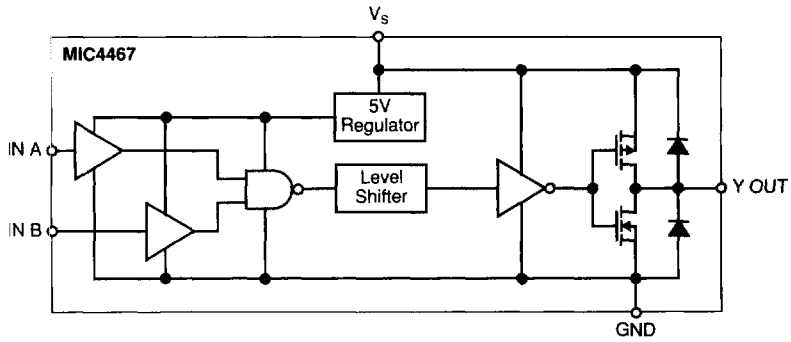 V_S
MIC4467
5V
Regulator
IN A
Level
Shifter
Y OUT
IN B
GND